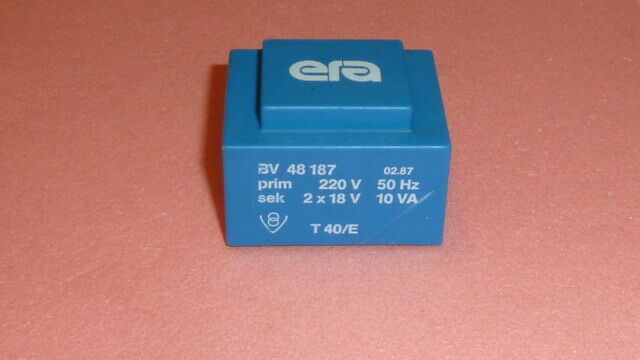 era
BV 48 187 02.87
prim 220 V 50 Hz
sek 2 x 18 V 10 VA
T 40/E